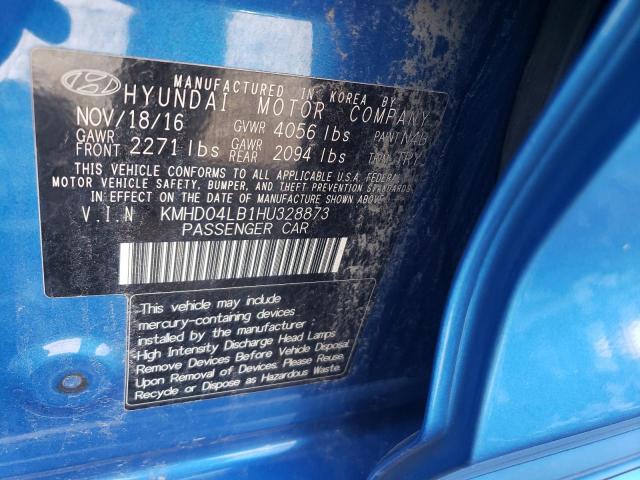 MANUFACTURED IN KOREA BY
HYUNDAI MOTOR COMPANY
NOV/18/16 GVWR 4056 lbs PAINT N4B
GAWR FRONT 2271 lbs GAWR REAR 2094 lbs TRIM TRY
THIS VEHICLE CONFORMS TO ALL APPLICABLE U.S.A. FEDERAL
MOTOR VEHICLE SAFETY, BUMPER, AND THEFT PREVENTION STANDARDS
IN EFFECT ON THE DATE OF MANUFACTURE SHOWN ABOVE.
V.I.N KMHD04LB1HU328873
PASSENGER CAR
This vehicle may include
mercury-containing devices
installed by the manufacturer :
High Intensity Discharge Head Lamps
Remove Devices Before Vehicle Disposal
Upon Removal of Devices. Please Reuse,
Recycle or Dispose as Hazardous Waste